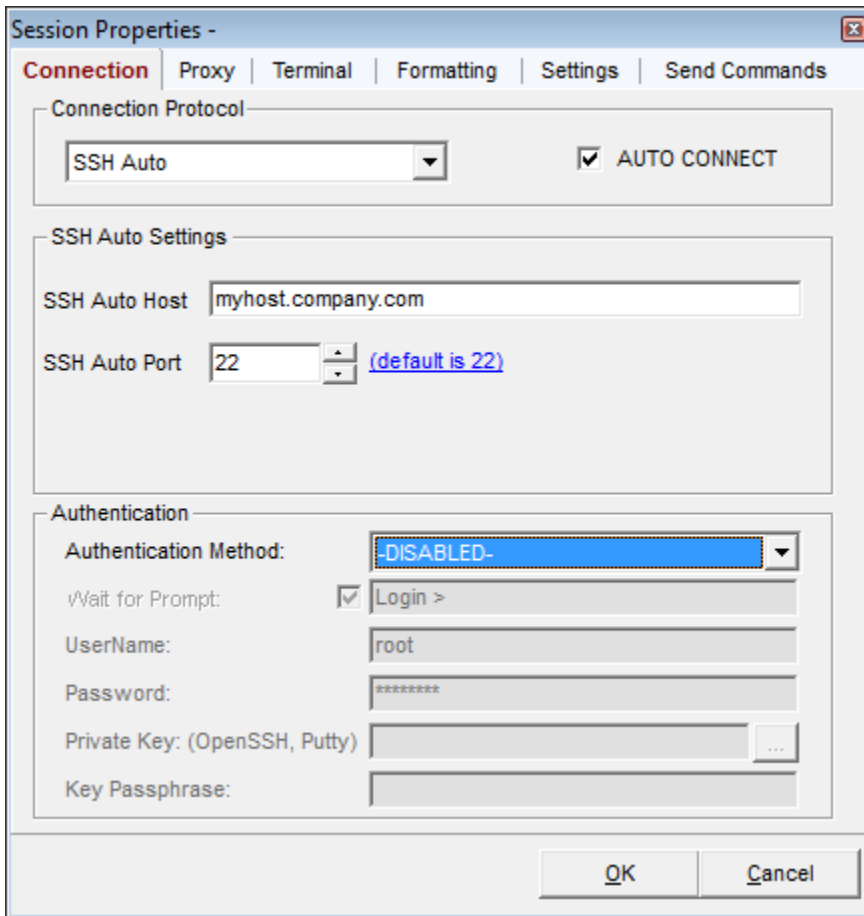 Session Properties -
Connection Proxy Terminal Formatting Settings Send Commands
Connection Protocol
SSH Auto AUTO CONNECT
SSH Auto Settings
SSH Auto Host myhost.company.com
SSH Auto Port 22 (default is 22)
Authentication
Authentication Method: -DISABLED-
Wait for Prompt: Login >
UserName: root
Password: ********
Private Key: (OpenSSH, Putty) ...
Key Passphrase:
OK Cancel